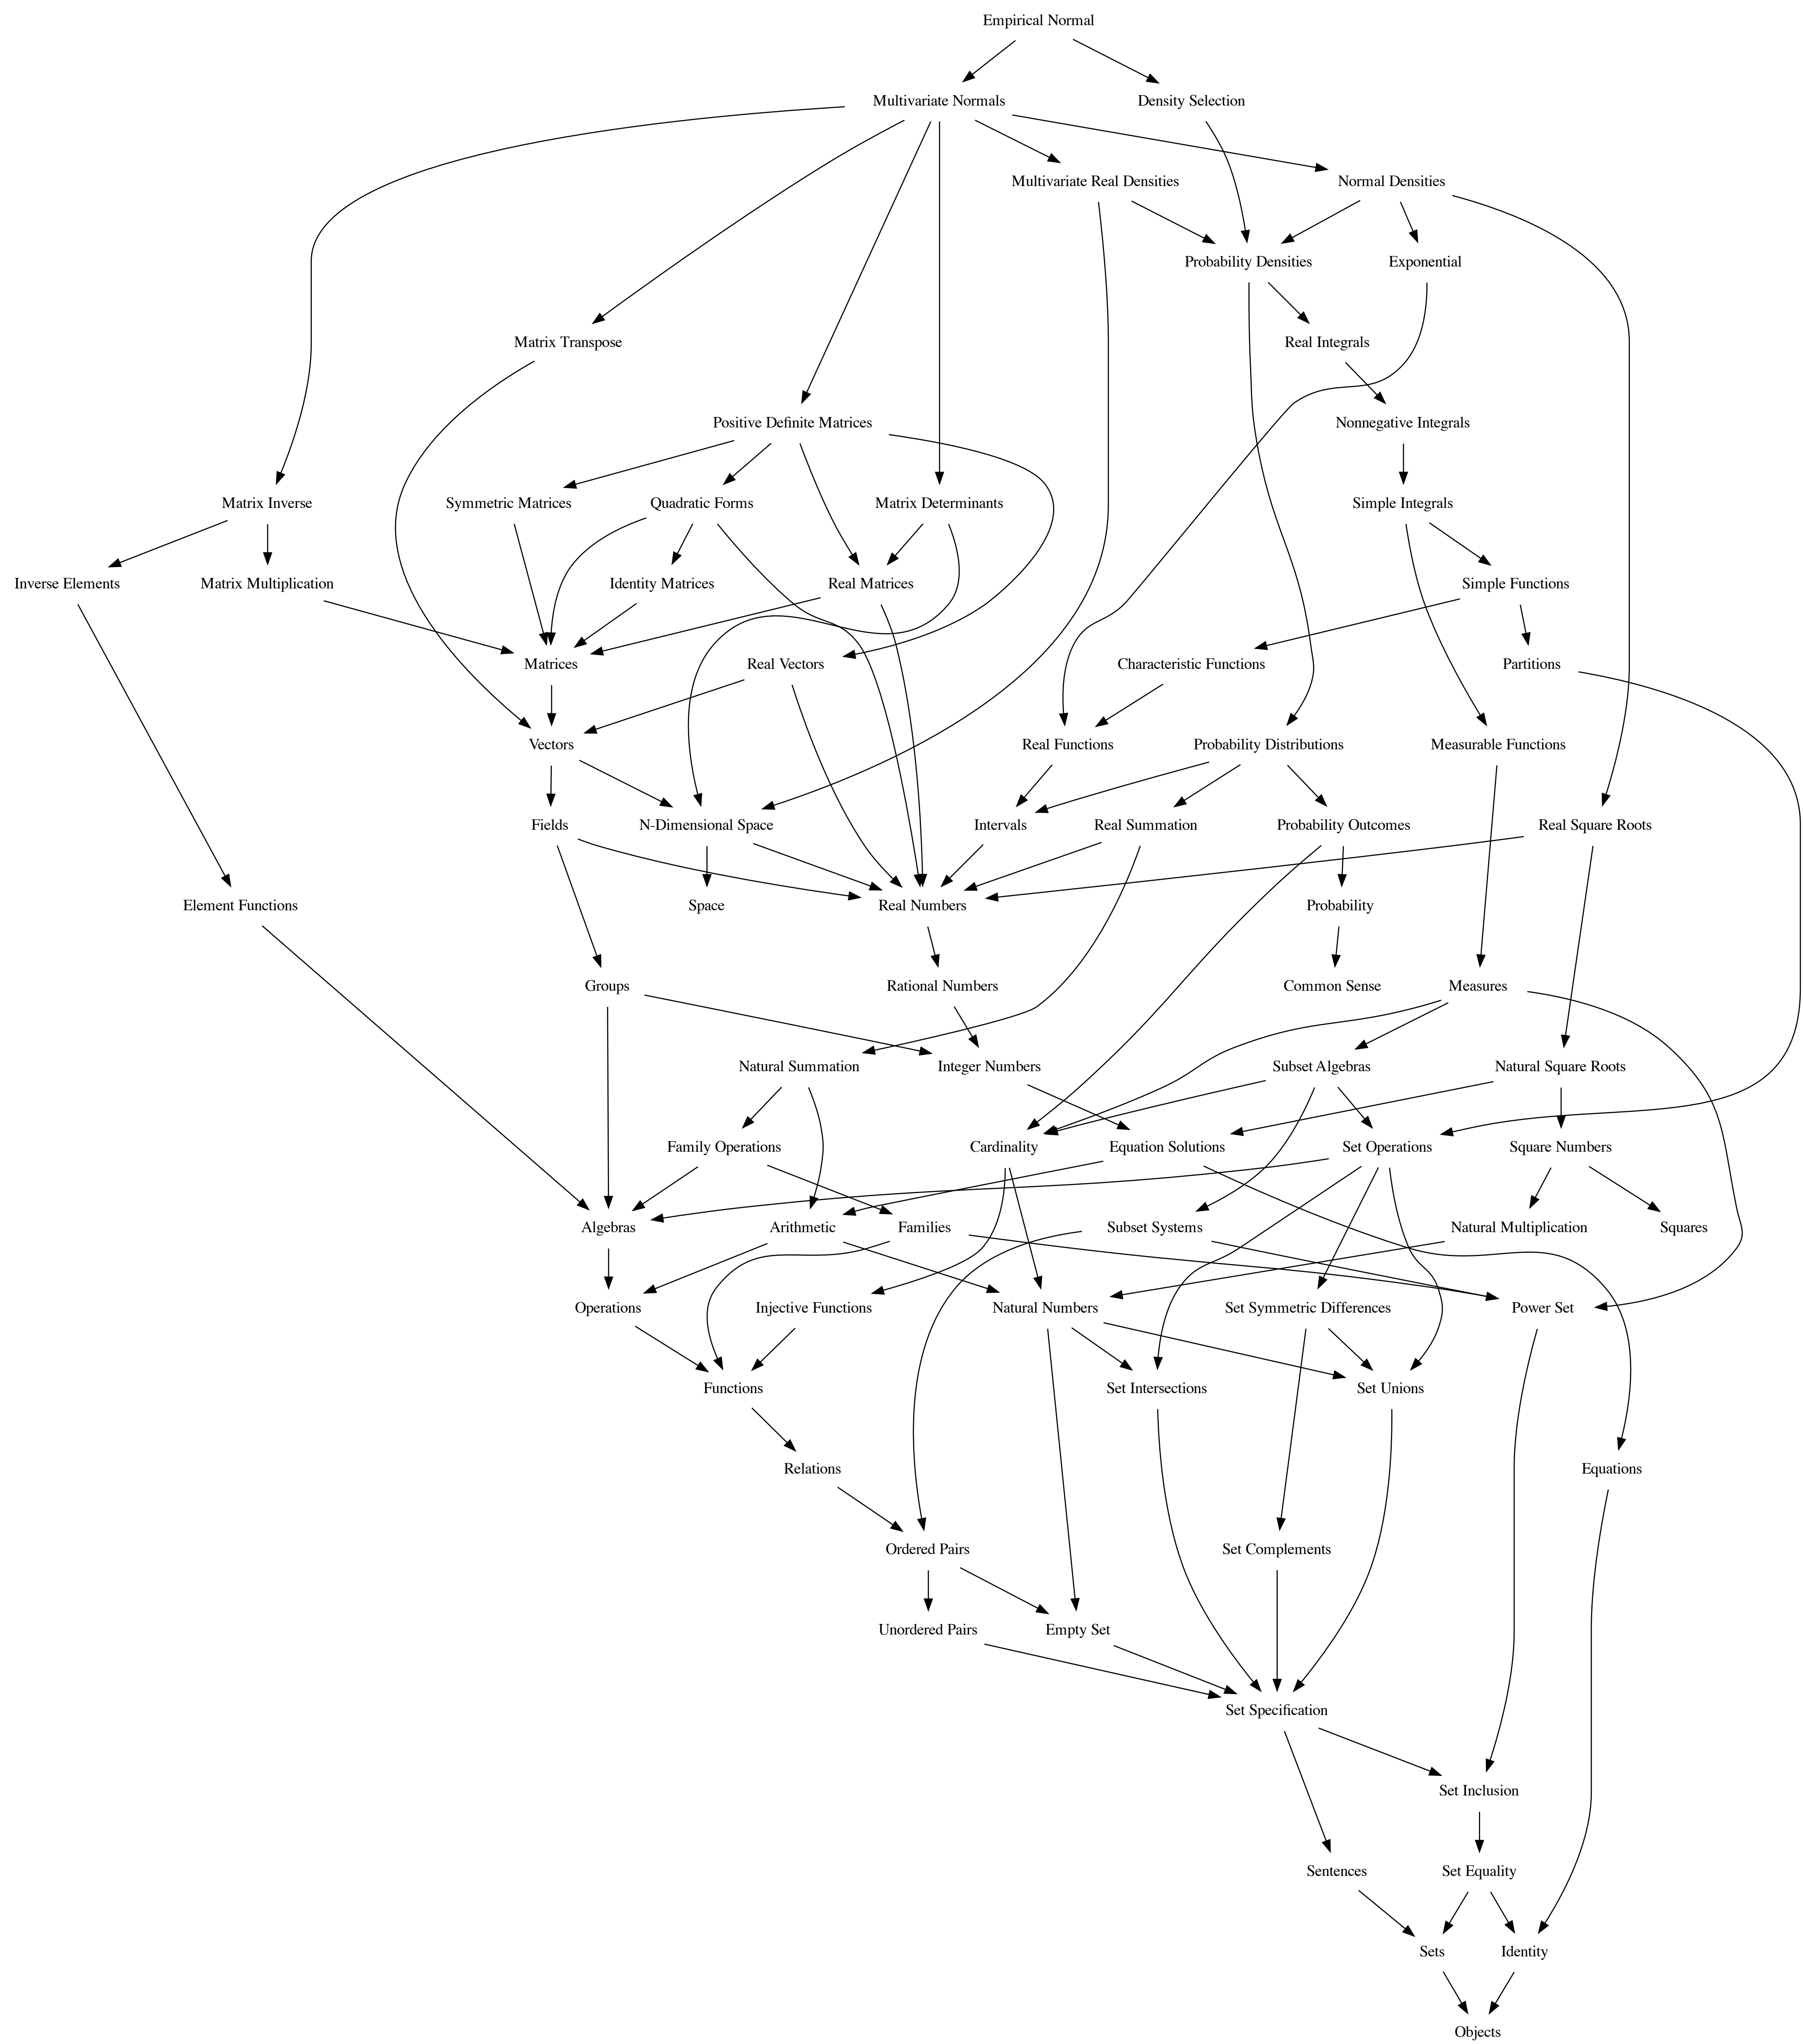 Empirical Normal
Multivariate Normals
Density Selection
Multivariate Real Densities
Normal Densities
Probability Densities
Exponential
Matrix Transpose
Real Integrals
Positive Definite Matrices
Nonnegative Integrals
Matrix Inverse
Symmetric Matrices
Quadratic Forms
Matrix Determinants
Simple Integrals
Inverse Elements
Matrix Multiplication
Identity Matrices
Real Matrices
Simple Functions
Matrices
Real Vectors
Characteristic Functions
Partitions
Vectors
Real Functions
Probability Distributions
Measurable Functions
Fields
N-Dimensional Space
Intervals
Real Summation
Probability Outcomes
Real Square Roots
Element Functions
Space
Real Numbers
Probability
Groups
Rational Numbers
Common Sense
Measures
Natural Summation
Integer Numbers
Subset Algebras
Natural Square Roots
Family Operations
Cardinality
Equation Solutions
Set Operations
Square Numbers
Algebras
Arithmetic
Families
Subset Systems
Natural Multiplication
Squares
Operations
Injective Functions
Natural Numbers
Set Symmetric Differences
Power Set
Functions
Set Intersections
Set Unions
Relations
Equations
Ordered Pairs
Set Complements
Unordered Pairs
Empty Set
Set Specification
Set Inclusion
Sentences
Set Equality
Sets
Identity
Objects